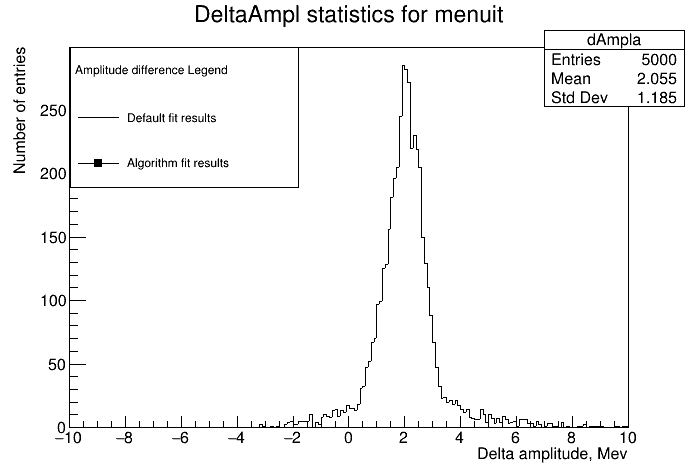 DeltaAmpl statistics for menuit
dAmpla
Entries 5000
Mean 2.055
Std Dev 1.185
Number of entries
Amplitude difference Legend
Default fit results
Algorithm fit results
250
200
150
100
50
0
−10 −8 −6 −4 −2 0 2 4 6 8 10
Delta amplitude, Mev